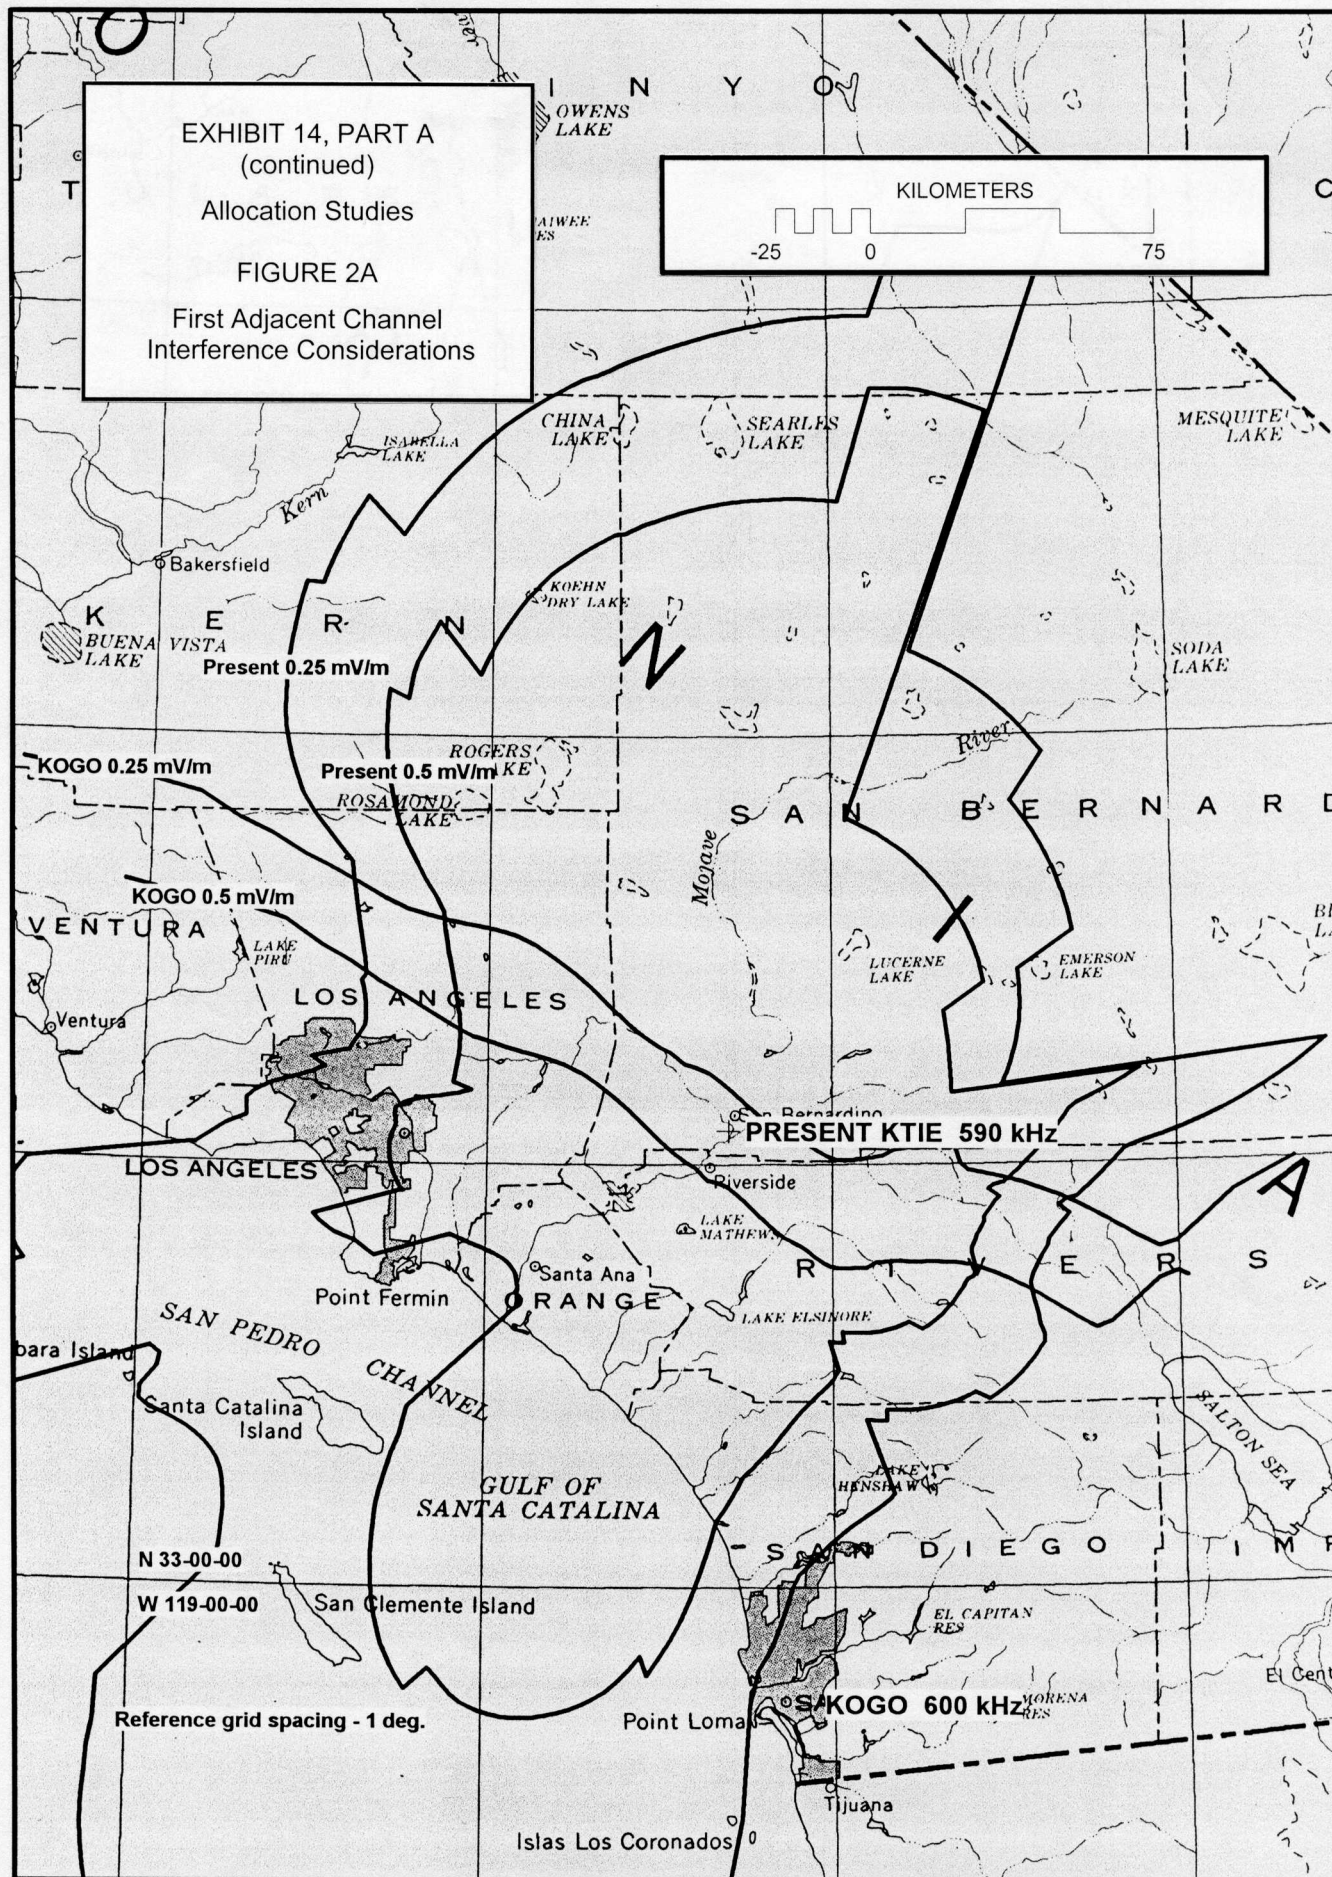 I N Y O
OWENS
LAKE
EXHIBIT 14, PART A
(continued)
Allocation Studies
FIGURE 2A
First Adjacent Channel
Interference Considerations
KILOMETERS
-25 0 75
T
C
CHINA
LAKE
SEARLES
LAKE
MESQUITE
LAKE
ISABELLA
LAKE
Kern
Bakersfield
KOEHN
DRY LAKE
K E R N
BUENA VISTA
LAKE
N
SODA
LAKE
Present 0.25 mV/m
River
KOGO 0.25 mV/m
ROGERS
Present 0.5 mV/m
ROSAMOND
LAKE
SAN BERNARD
Mojave
KOGO 0.5 mV/m
VENTURA
LAKE
PIRU
LUCERNE
LAKE
EMERSON
LAKE
LOS ANGELES
Ventura
San Bernardino
PRESENT KTIE 590 kHz
LOS ANGELES
Riverside
A
LAKE
MATHEWS
Santa Ana
R I V E R S
Point Fermin
ORANGE
LAKE ELSINORE
SAN PEDRO
CHANNEL
bara Island
Santa Catalina
Island
SALTON SEA
GULF OF
SANTA CATALINA
LAKE
HENSHAW
SAN DIEGO
N 33-00-00
W 119-00-00
San Clemente Island
EL CAPITAN
RES
El Cent
KOGO 600 kHz
MORENA
RES
Reference grid spacing - 1 deg.
Point Loma
Tijuana
Islas Los Coronados